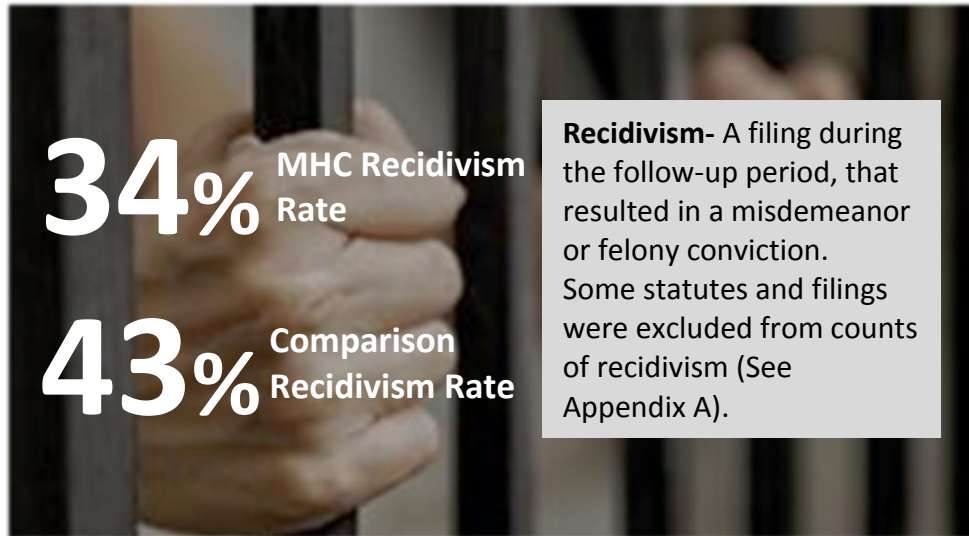 34% MHC Recidivism
Rate
43% Comparison
Recidivism Rate
Recidivism- A filing during
the follow-up period, that
resulted in a misdemeanor
or felony conviction.
Some statutes and filings
were excluded from counts
of recidivism (See
Appendix A).